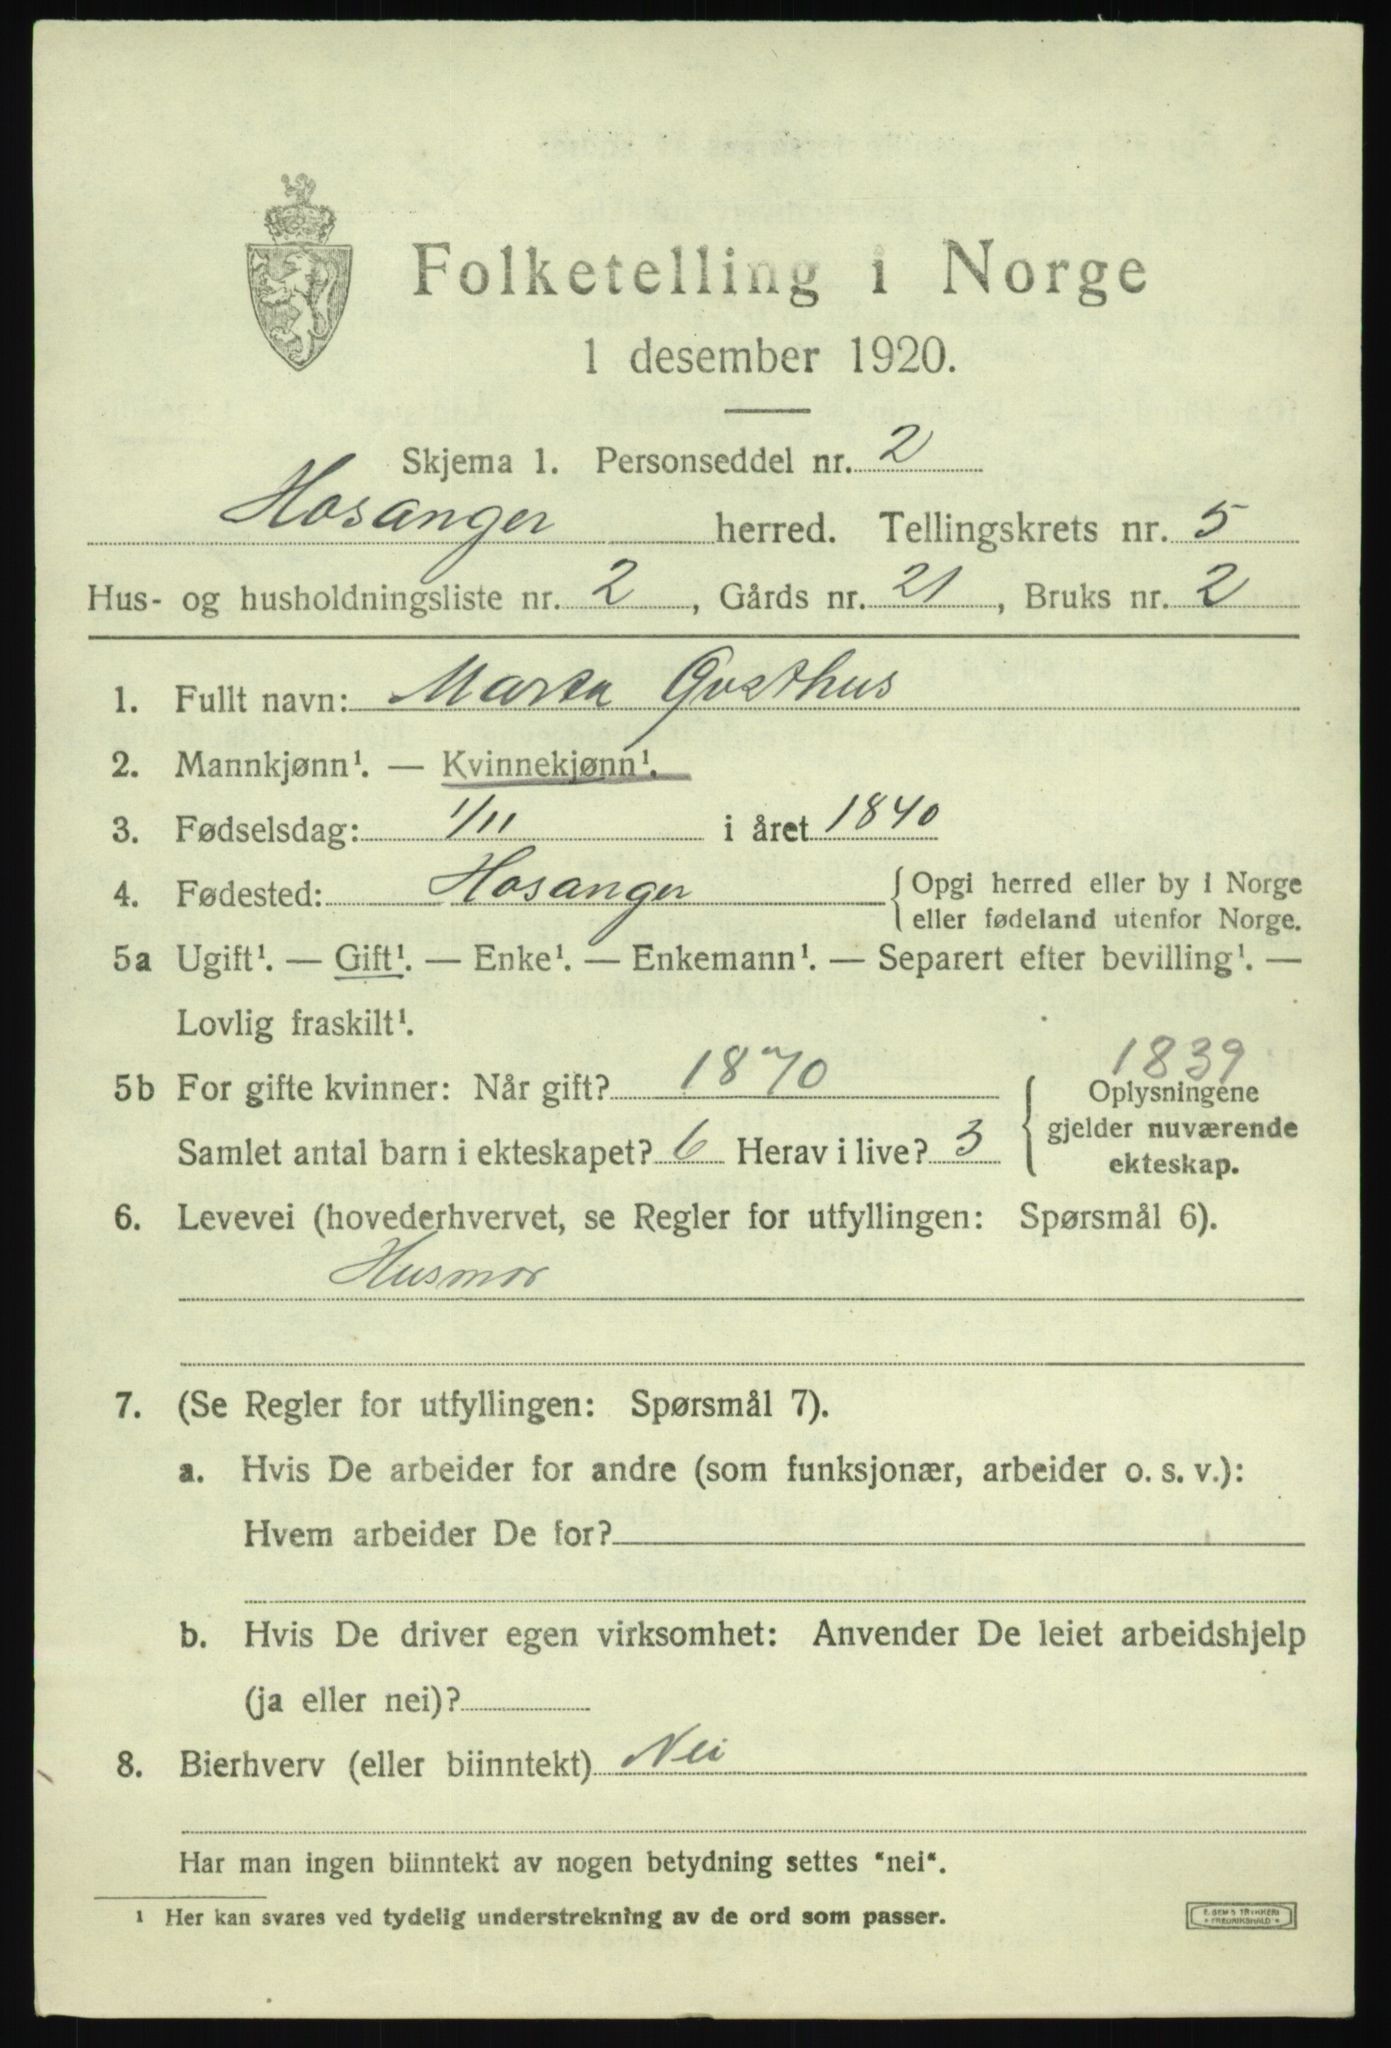 Folketelling i Norge
1 desember 1920.
Skjema 1. Personseddel nr. 2
Hosanger herred. Tellingskrets nr. 5
Hus- og husholdningsliste nr. 2, Gårds nr. 21, Bruks nr. 2
1. Fullt navn: Marta
2. Mannkjønn¹. — Kvinnekjønn¹.
3. Fødselsdag: 1/11 i året 1840
4. Fødested: Hosanger { Opgi herred eller by i Norge
eller fødeland utenfor Norge.
5a Ugift¹. — Gift¹. — Enke¹. — Enkemann¹. — Separert efter bevilling¹. —
Lovlig fraskilt¹.
1839
5b For gifte kvinner: Når gift? 1870
Samlet antal barn i ekteskapet? 6 Herav i live? 3
{ Oplysningene
gjelder nuværende
ekteskap.
6. Levevei (hovederhvervet, se Regler for utfyllingen: Spørsmål 6).
Husmor
7. (Se Regler for utfyllingen: Spørsmål 7).
a. Hvis De arbeider for andre (som funksjonær, arbeider o. s. v.):
Hvem arbeider De for?
b. Hvis De driver egen virksomhet: Anvender De leiet arbeidshjelp
(ja eller nei)?
8. Bierhverv (eller biinntekt) Nei
Har man ingen biinntekt av nogen betydning settes "nei".
¹ Her kan svares ved tydelig understrekning av de ord som passer.
E. SEM'S TRYKKERI
* FREDRIKSHALD *